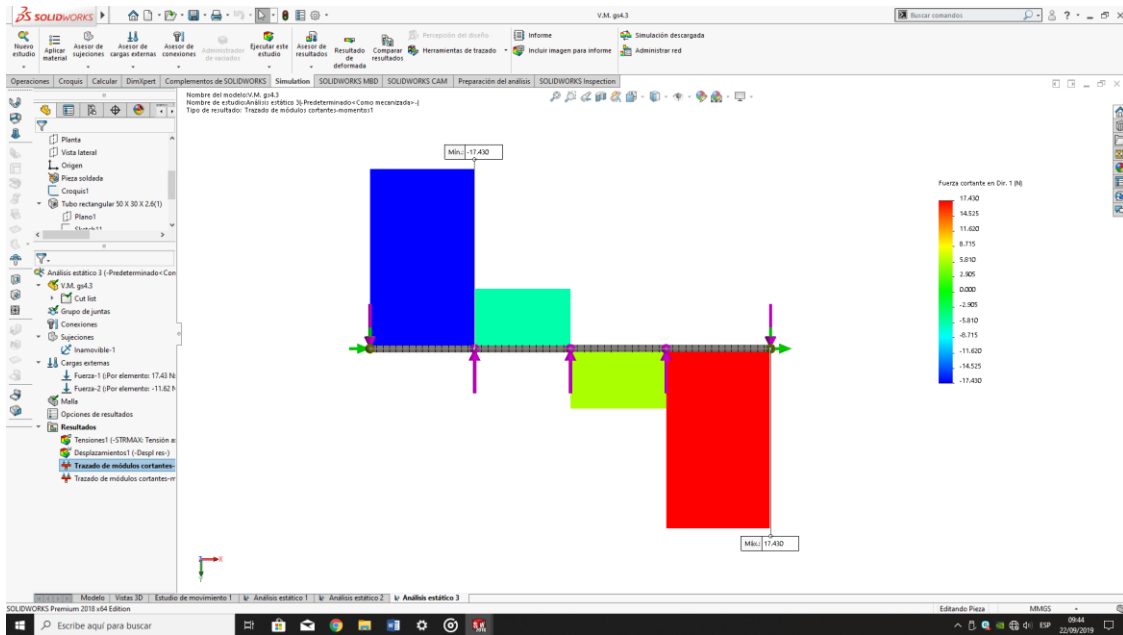 SOLIDWORKS
V.M. gs4.3
Buscar comandos
Nuevo estudio
Aplicar material
Asesor de sujeciones
Asesor de cargas externas
Asesor de conexiones
Administrador de vaciados
Ejecutar este estudio
Asesor de resultados
Resultado de deformada
Comparar resultados
Percepción del diseño
Herramientas de trazado
Informe
Incluir imagen para informe
Simulación descargada
Administrar red
Operaciones Croquis Calcular DimXpert Complementos de SOLIDWORKS Simulation SOLIDWORKS MBD SOLIDWORKS CAM Preparación del análisis SOLIDWORKS Inspection
Nombre del modelo:V.M. gs4.3
Nombre de estudio:Análisis estático 3(-Predeterminado<Como mecanizada>-)
Tipo de resultado: Trazado de módulos cortantes-momentos1
Planta
Vista lateral
Origen
Pieza soldada
Croquis1
Tubo rectangular 50 X 30 X 2.6(1)
Plano1
Análisis estático 3 (-Predeterminado<Con
V.M. gs4.3
Cut list
Grupo de juntas
Conexiones
Sujeciones
Inamovible-1
Cargas externas
Fuerza-1 (:Por elemento: 17.43 N:
Fuerza-2 (:Por elemento: -11.62 N
Malla
Opciones de resultados
Resultados
Tensiones1 (-STRMAX: Tensión a
Desplazamientos1 (-Despl res-)
Trazado de módulos cortantes-
Trazado de módulos cortantes-m
Mín.: -17.430
Máx.: 17.430
Fuerza cortante en Dir. 1 (N)
17.430
14.525
11.620
8.715
5.810
2.905
0.000
-2.905
-5.810
-8.715
-11.620
-14.525
-17.430
X
Y
Modelo Vistas 3D Estudio de movimiento 1 Análisis estático 1 Análisis estático 2 Análisis estático 3
SOLIDWORKS Premium 2018 x64 Edition
Editando Pieza MMGS
Escribe aquí para buscar
ESP
09:44
22/09/2019